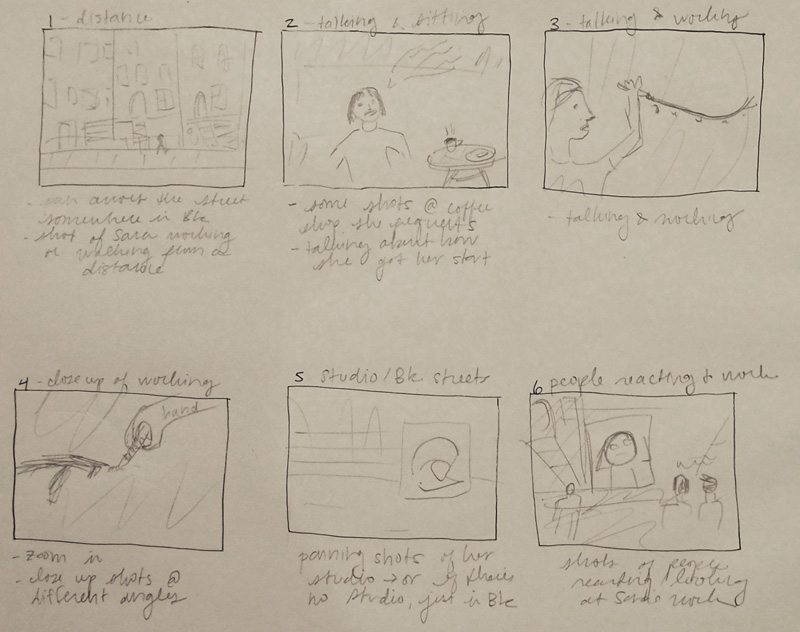 1 - distance
- ran across the street
somewhere in Bk
- shot of Sara working
or walking from a
distance
2 - talking & sitting
- some shots @ coffee
shop she frequents
- talking about how
she got her start
3 - talking & working
- talking & working
4 - close up of working
hand
- zoom in
- close up shots @
different angles
5 Studio/Bk streets
panning shots of her
studio → or if there's
no studio, just in Bk
6 people reacting to work
shots of people
reacting/looking
at Sara's work